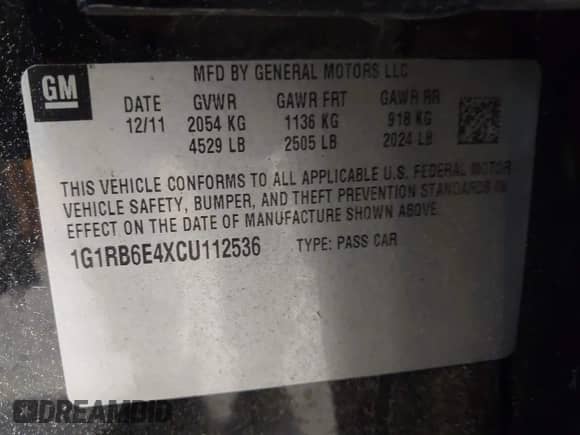 GM
MFD BY GENERAL MOTORS LLC
DATE GVWR GAWR FRT GAWR RR
12/11 2054 KG 1136 KG 918 KG
4529 LB 2505 LB 2024 LB
THIS VEHICLE CONFORMS TO ALL APPLICABLE U.S. FEDERAL MOTOR
VEHICLE SAFETY, BUMPER, AND THEFT PREVENTION STANDARDS IN
EFFECT ON THE DATE OF MANUFACTURE SHOWN ABOVE.
1G1RB6E4XCU112536 TYPE: PASS CAR
DREAMBID